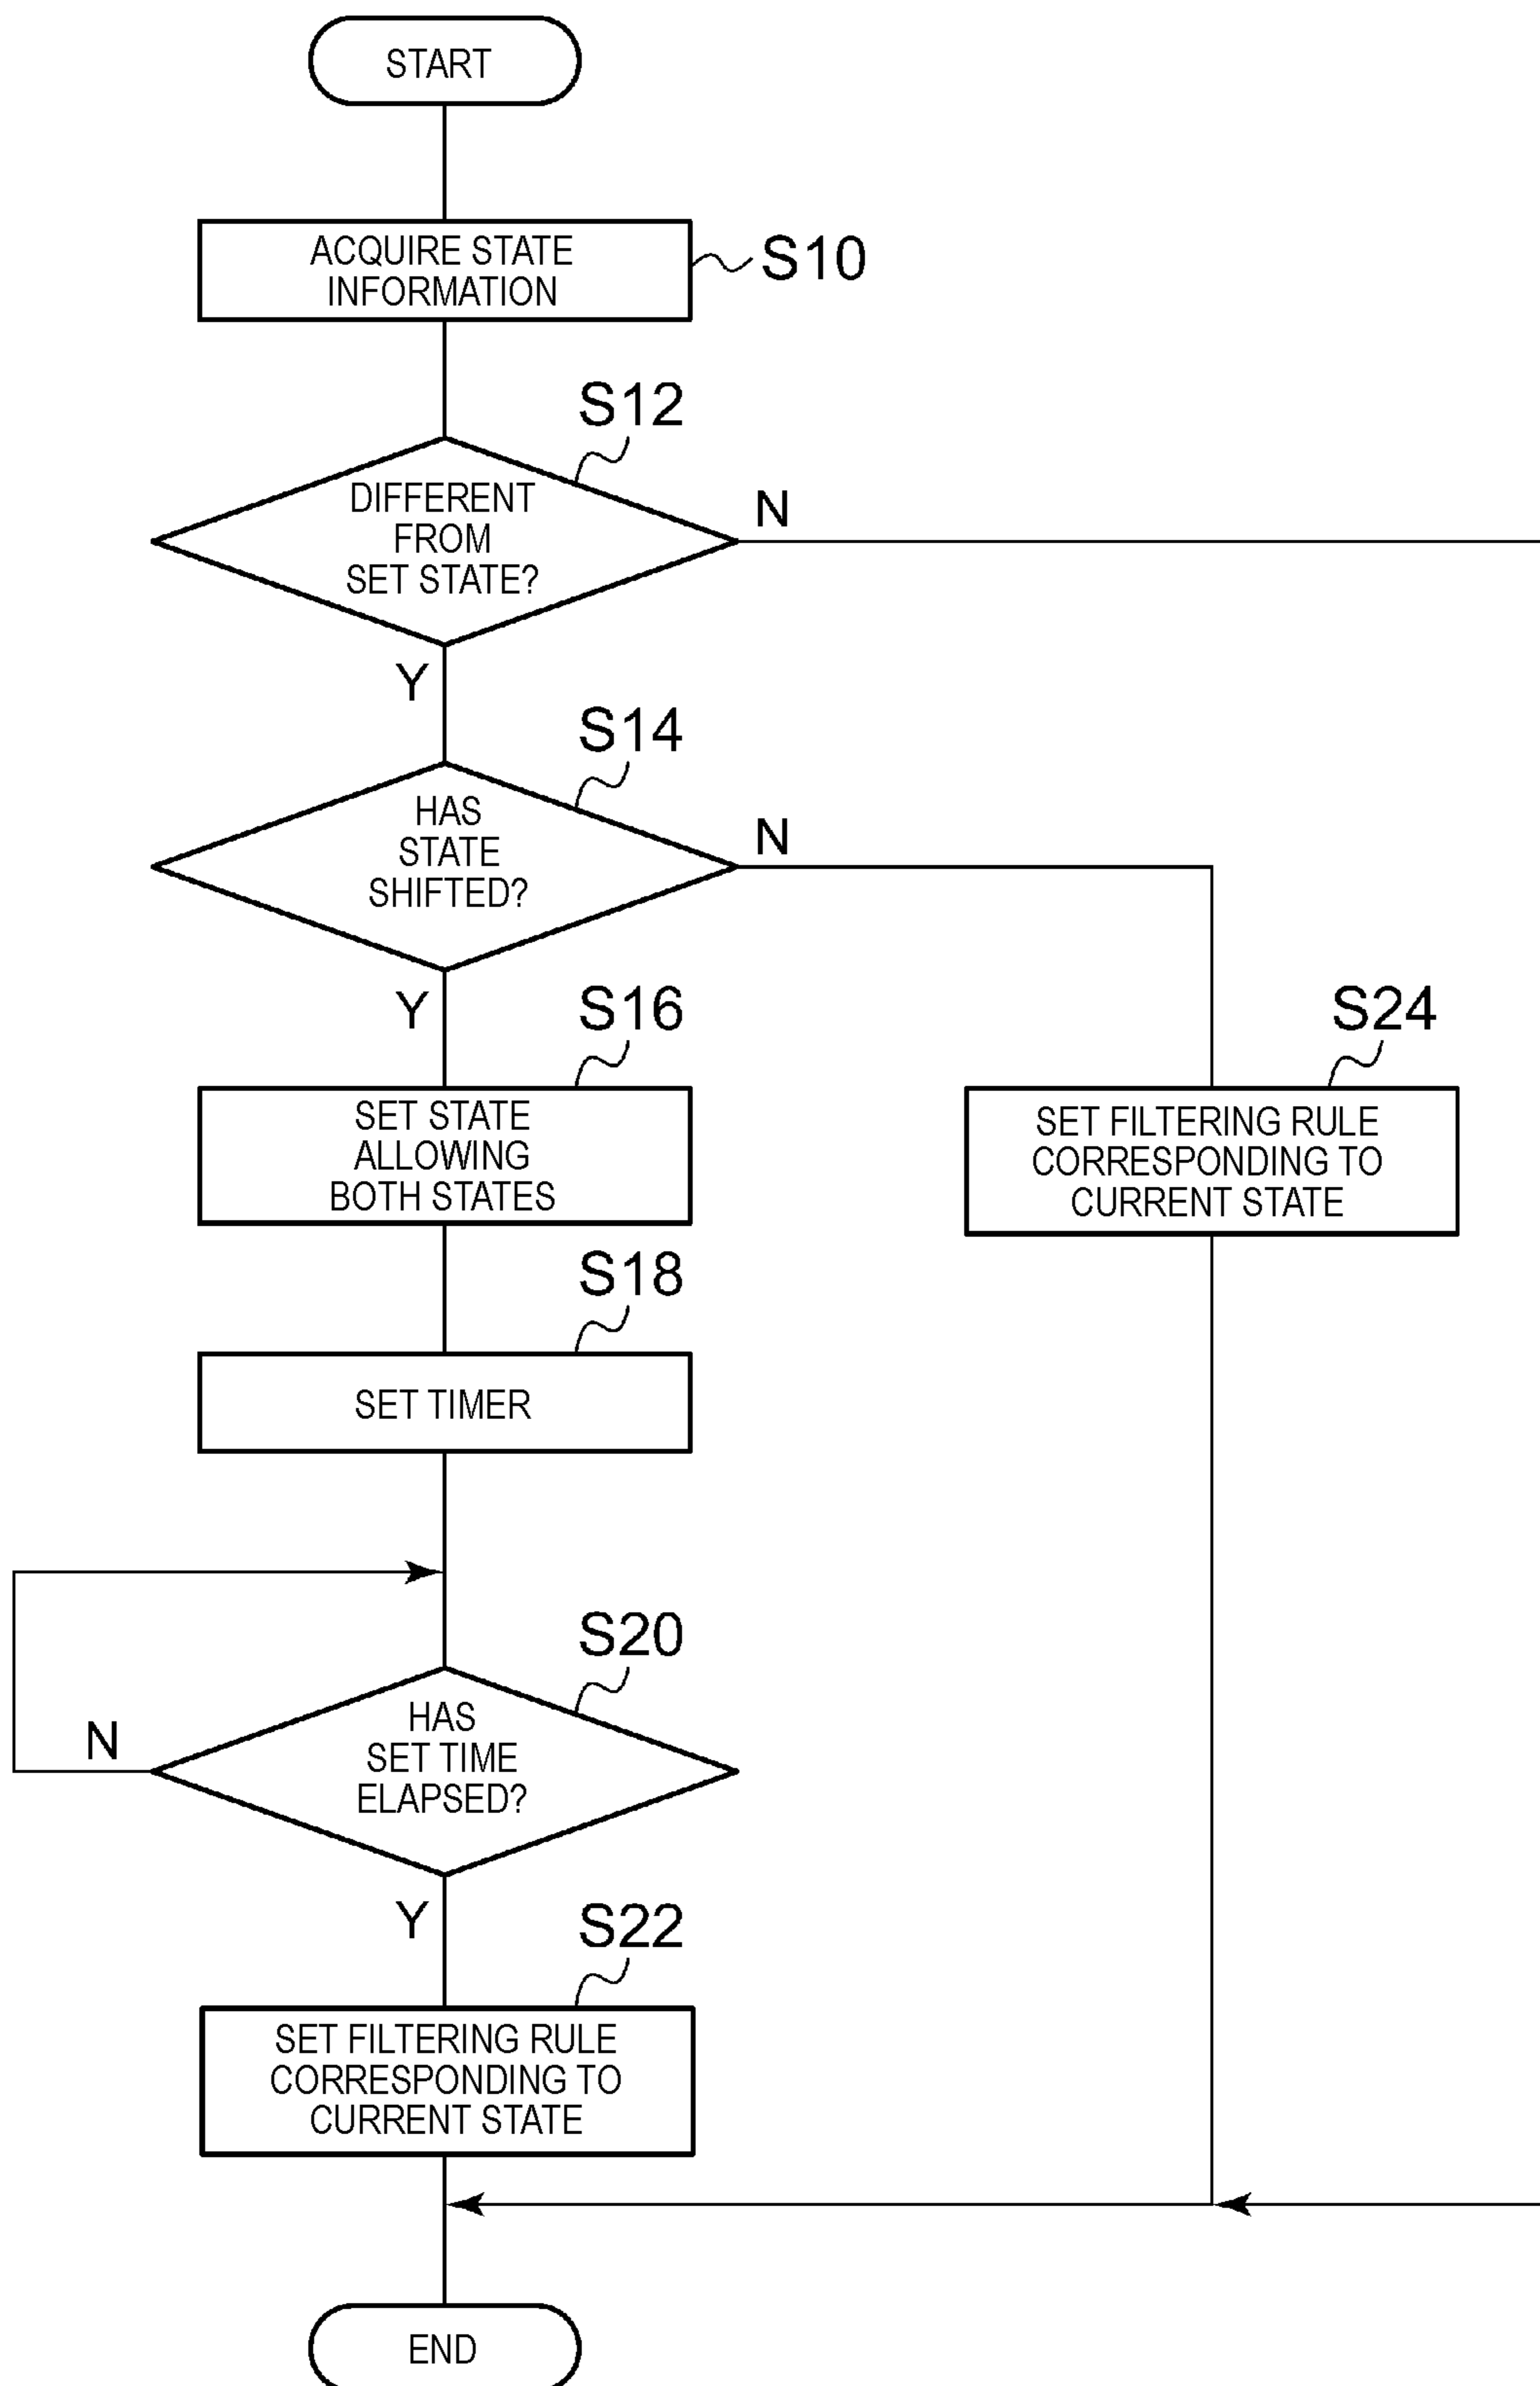 START
ACQUIRE STATE
INFORMATION
S10
S12
DIFFERENT
FROM
SET STATE?
N
Y
S14
HAS
STATE
SHIFTED?
N
Y
S16
SET STATE
ALLOWING
BOTH STATES
S24
SET FILTERING RULE
CORRESPONDING TO
CURRENT STATE
S18
SET TIMER
S20
HAS
SET TIME
ELAPSED?
N
Y
S22
SET FILTERING RULE
CORRESPONDING TO
CURRENT STATE
END